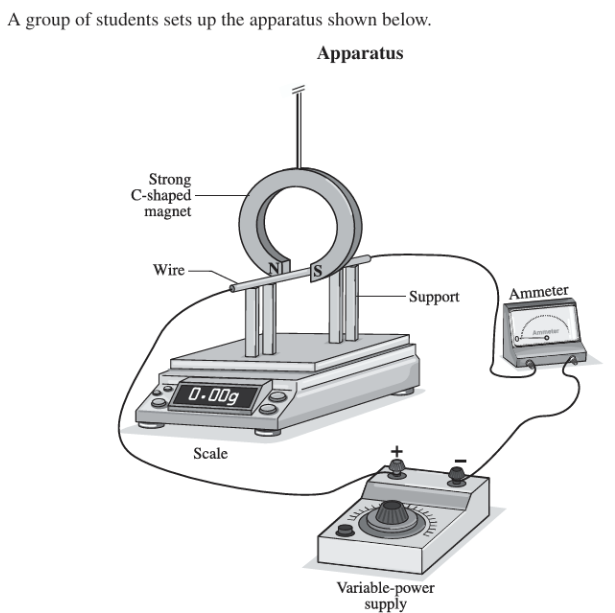 A group of students sets up the apparatus shown below.
Apparatus
Strong
C-shaped
magnet
N
S
Wire
Support
Ammeter
Ammeter
0.00g
Scale
+
−
Variable-power
supply